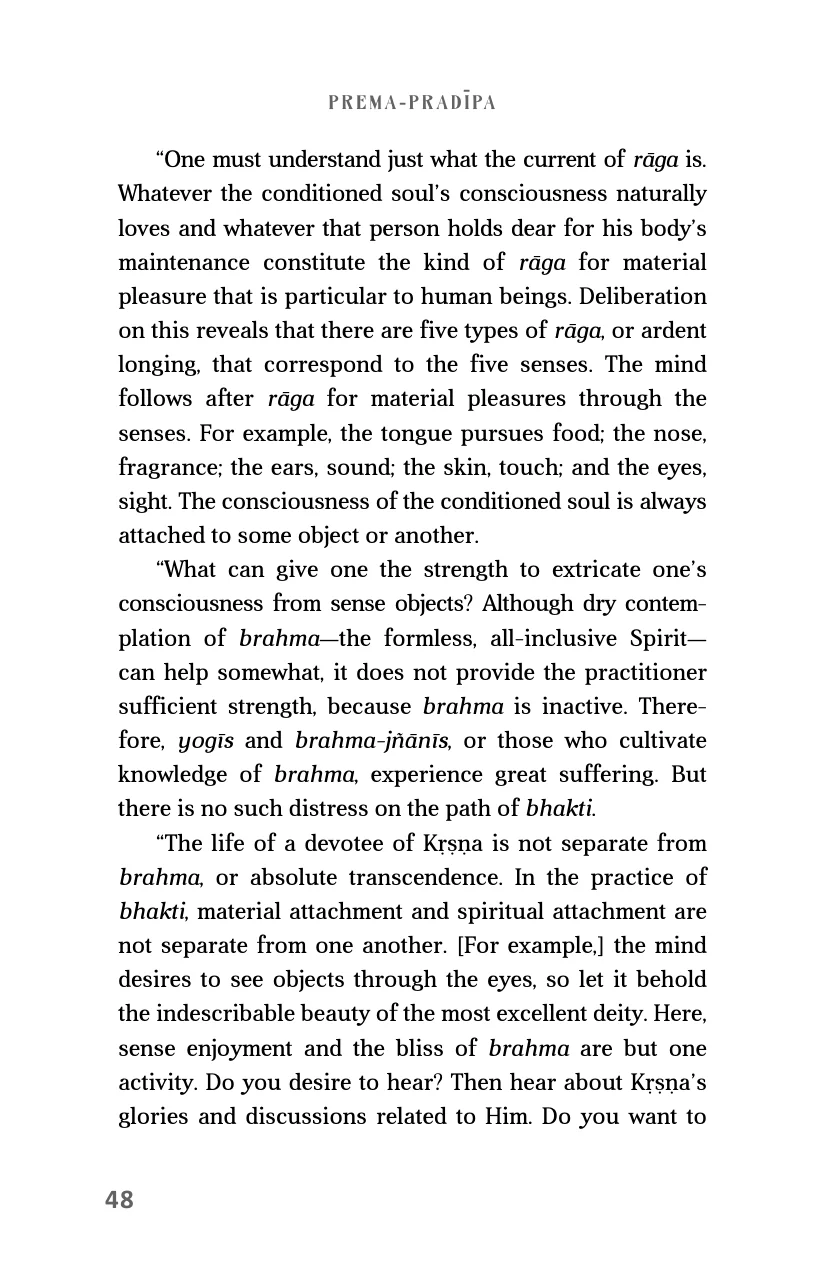 PREMA-PRADĪPA
“One must understand just what the current of rāga is.
Whatever the conditioned soul’s consciousness naturally
loves and whatever that person holds dear for his body’s
maintenance constitute the kind of rāga for material
pleasure that is particular to human beings. Deliberation
on this reveals that there are five types of rāga, or ardent
longing, that correspond to the five senses. The mind
follows after rāga for material pleasures through the
senses. For example, the tongue pursues food; the nose,
fragrance; the ears, sound; the skin, touch; and the eyes,
sight. The consciousness of the conditioned soul is always
attached to some object or another.
“What can give one the strength to extricate one’s
consciousness from sense objects? Although dry contem-
plation of brahma—the formless, all-inclusive Spirit—
can help somewhat, it does not provide the practitioner
sufficient strength, because brahma is inactive. There-
fore, yogīs and brahma-jñānīs, or those who cultivate
knowledge of brahma, experience great suffering. But
there is no such distress on the path of bhakti.
“The life of a devotee of Kṛṣṇa is not separate from
brahma, or absolute transcendence. In the practice of
bhakti, material attachment and spiritual attachment are
not separate from one another. [For example,] the mind
desires to see objects through the eyes, so let it behold
the indescribable beauty of the most excellent deity. Here,
sense enjoyment and the bliss of brahma are but one
activity. Do you desire to hear? Then hear about Kṛṣṇa’s
glories and discussions related to Him. Do you want to
48